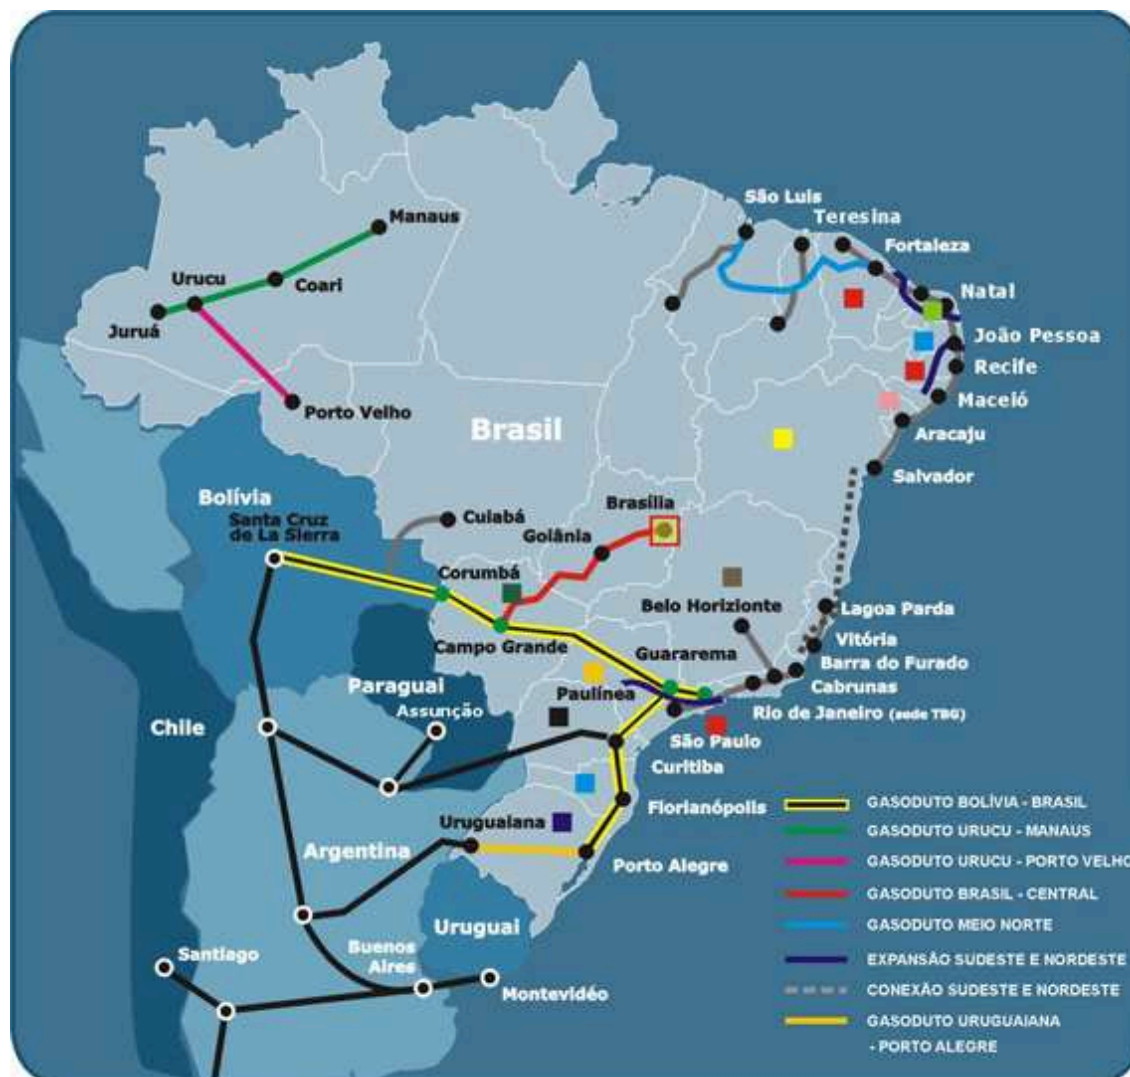 São Luis
Teresina
Fortaleza
Manaus
Urucu
Coari
Natal
Juruá
João Pessoa
Recife
Porto Velho
Maceió
Brasil
Aracaju
Salvador
Bolívia
Santa Cruz
de La Sierra
Cuiabá
Brasília
Goiânia
Corumbá
Belo Horizionte
Lagoa Parda
Vitória
Campo Grande
Guararema
Barra do Furado
Paraguai
Paulínea
Cabrunas
Assunção
Rio de Janeiro (sede TBG)
Chile
São Paulo
Curitiba
Florianópolis
Uruguaiana
Argentina
Porto Alegre
Uruguai
Santiago
Buenos
Aires
Montevidéo
GASODUTO BOLÍVIA - BRASIL
GASODUTO URUCU - MANAUS
GASODUTO URUCU - PORTO VELHO
GASODUTO BRASIL - CENTRAL
GASODUTO MEIO NORTE
EXPANSÃO SUDESTE E NORDESTE
CONEXÃO SUDESTE E NORDESTE
GASODUTO URUGUAIANA
- PORTO ALEGRE